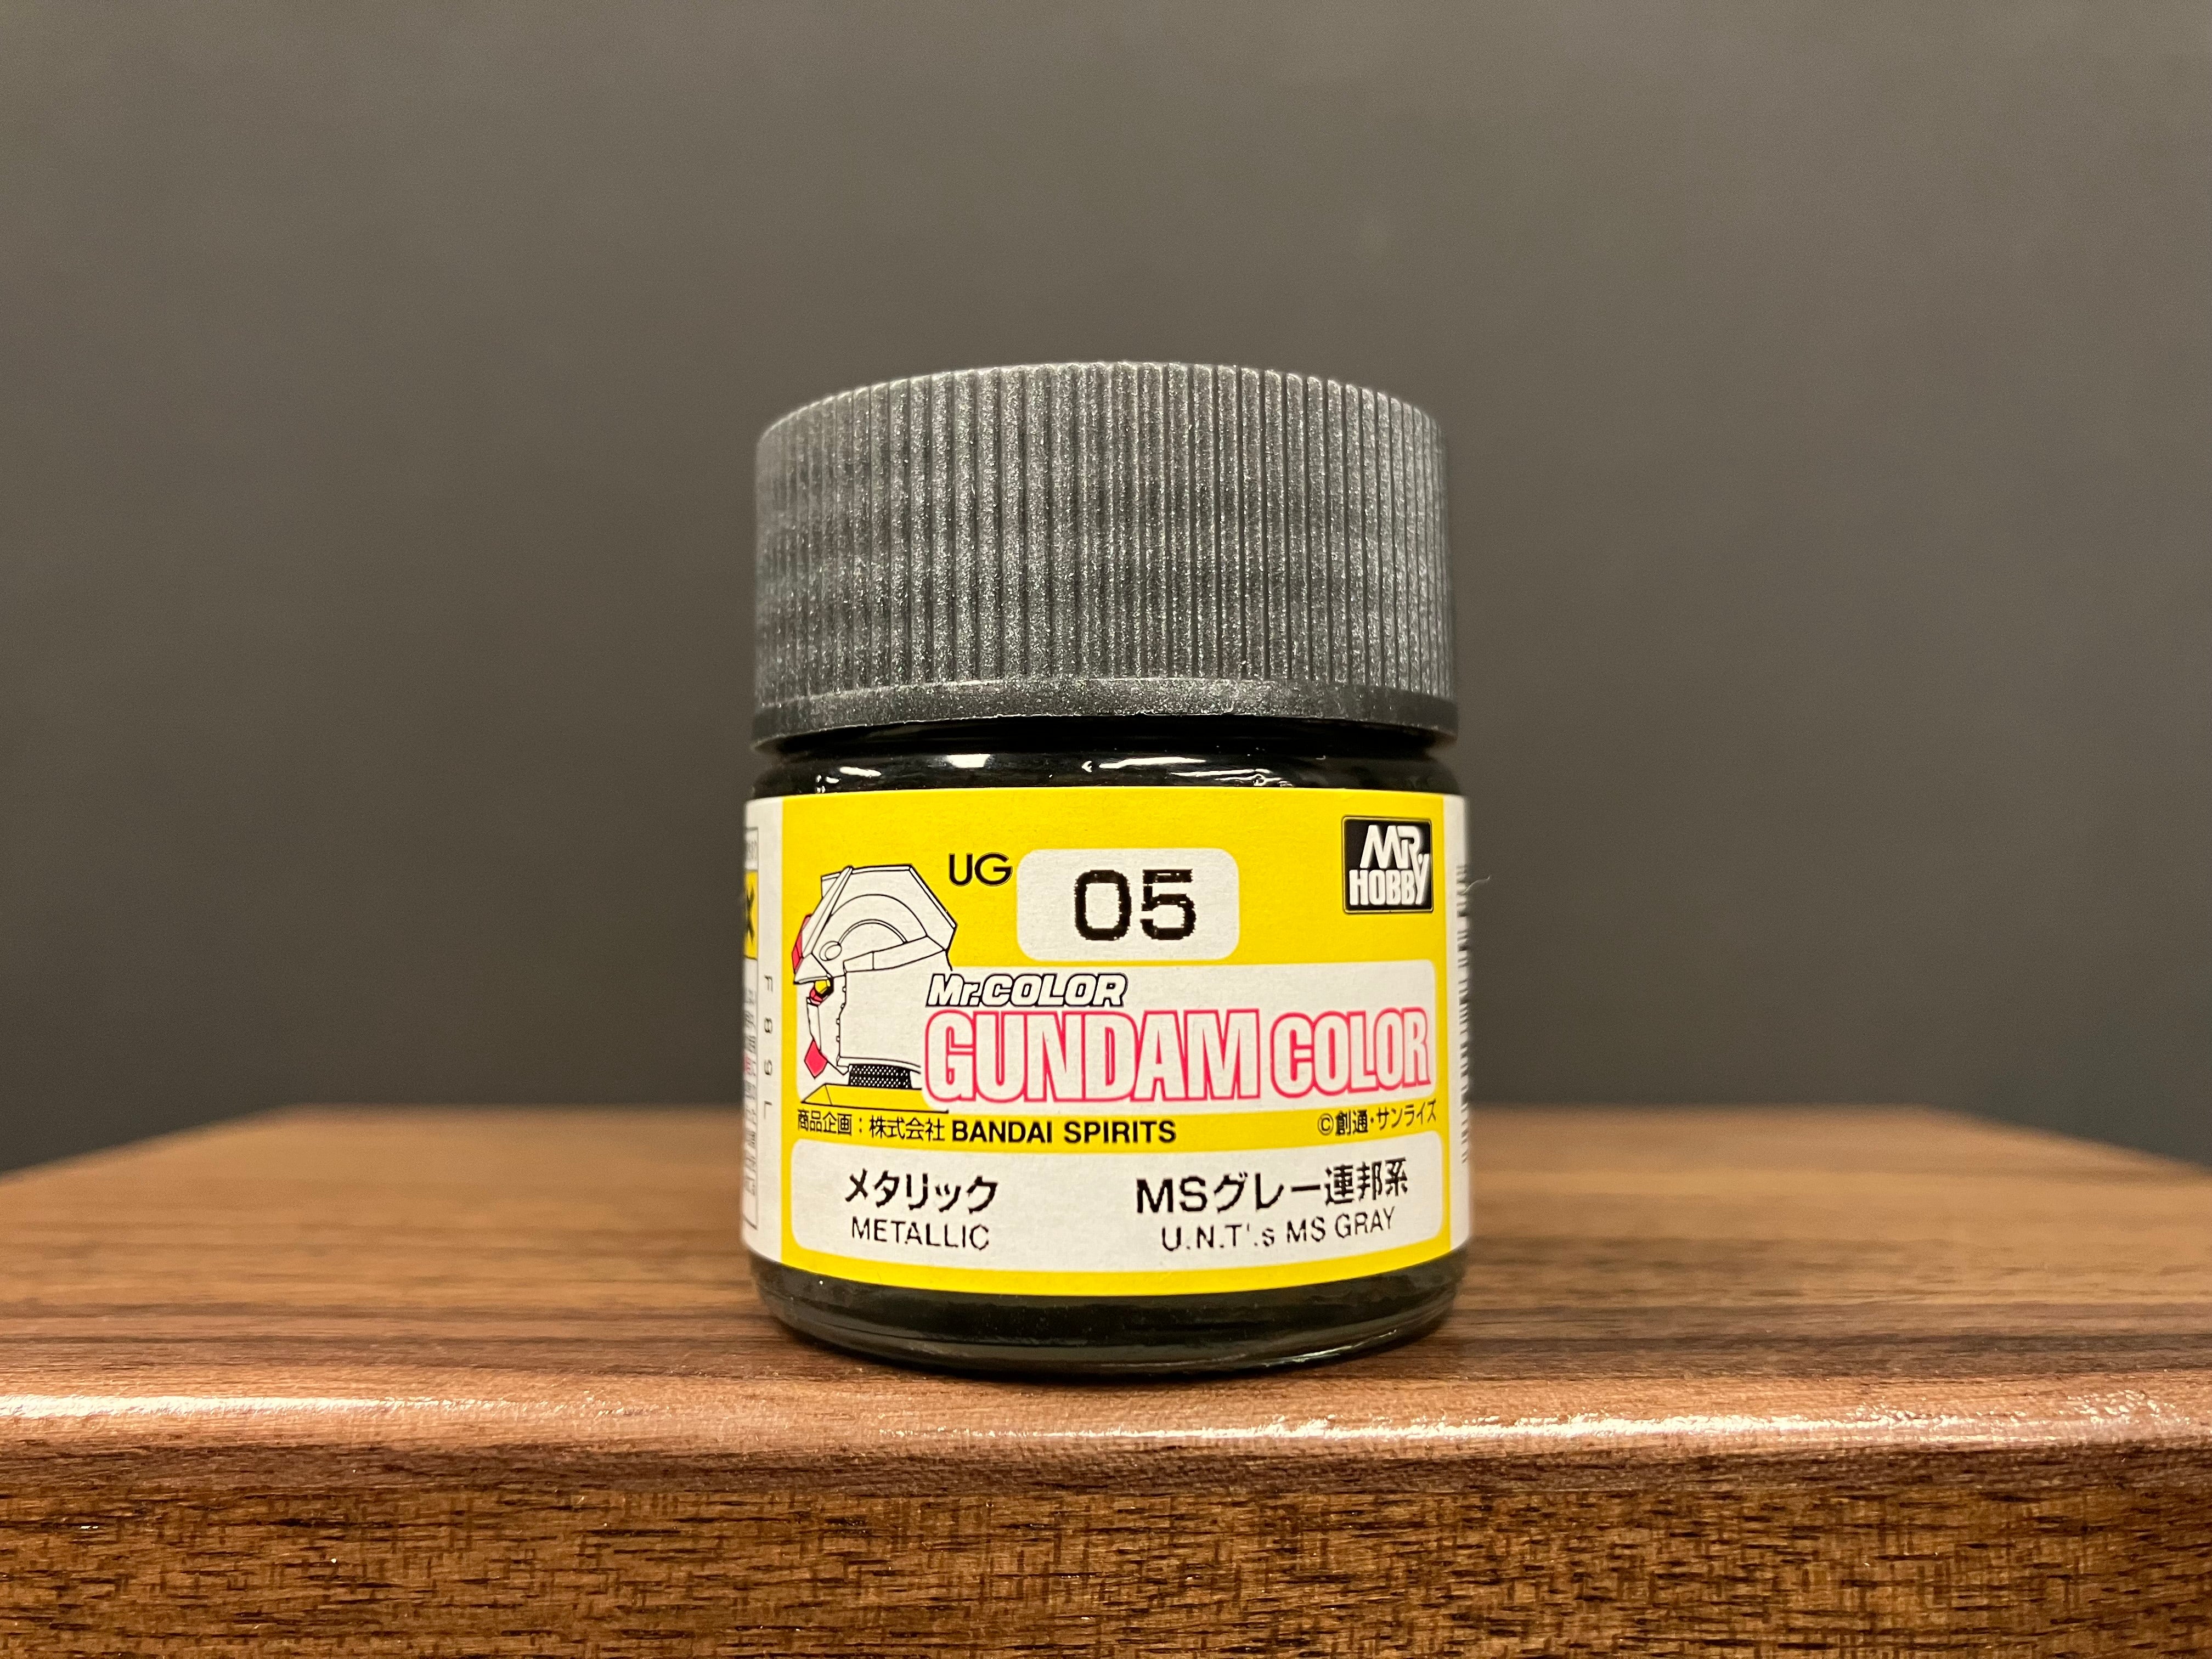 UG 05
MR HOBBY
Mr.COLOR
GUNDAM COLOR
商品企画：株式会社 BANDAI SPIRITS ©創通・サンライズ
メタリック MSグレー連邦系
METALLIC U.N.T'.s MS GRAY